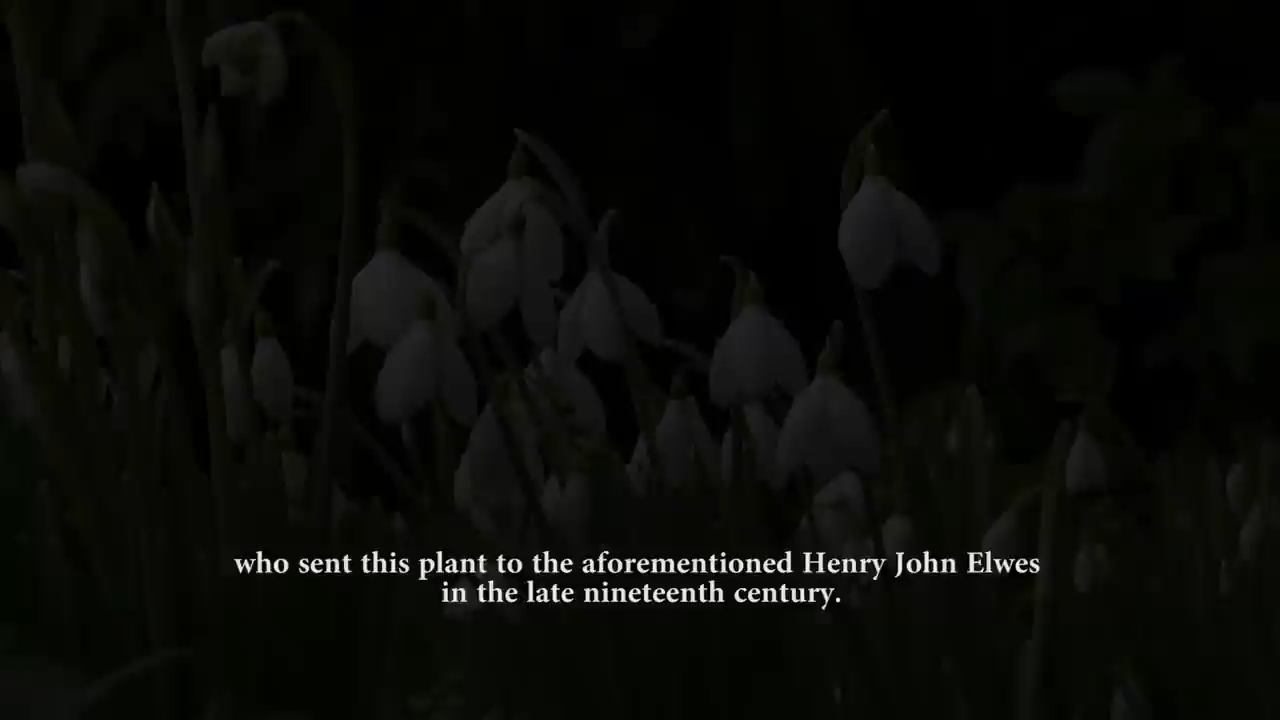 who sent this plant to the aforementioned Henry John Elwes
in the late nineteenth century.